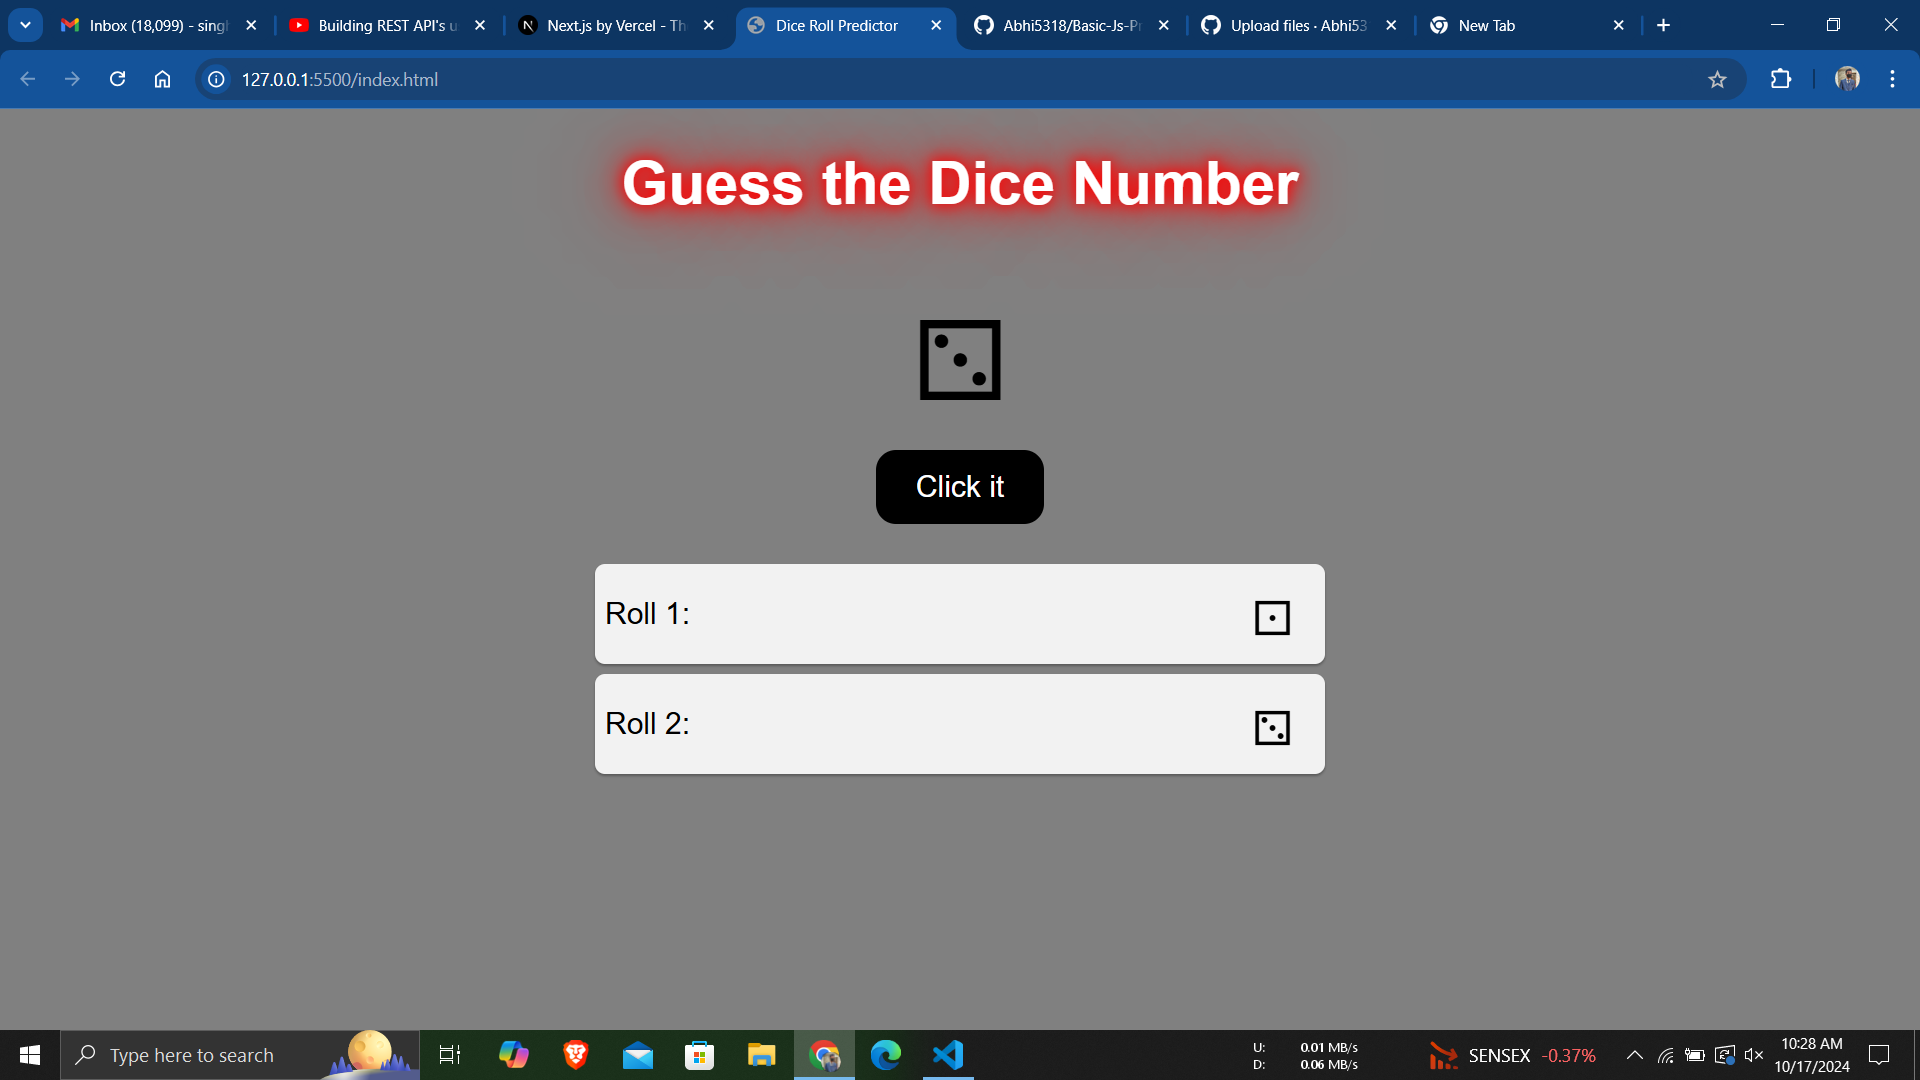 Inbox (18,099) - singh
Building REST API's u
Next.js by Vercel - Th
Dice Roll Predictor
Abhi5318/Basic-Js-Pr
Upload files · Abhi53
New Tab
127.0.0.1:5500/index.html
Guess the Dice Number
Click it
Roll 1:
Roll 2:
Type here to search
U: 0.01 MB/s
D: 0.06 MB/s
SENSEX -0.37%
10:28 AM
10/17/2024